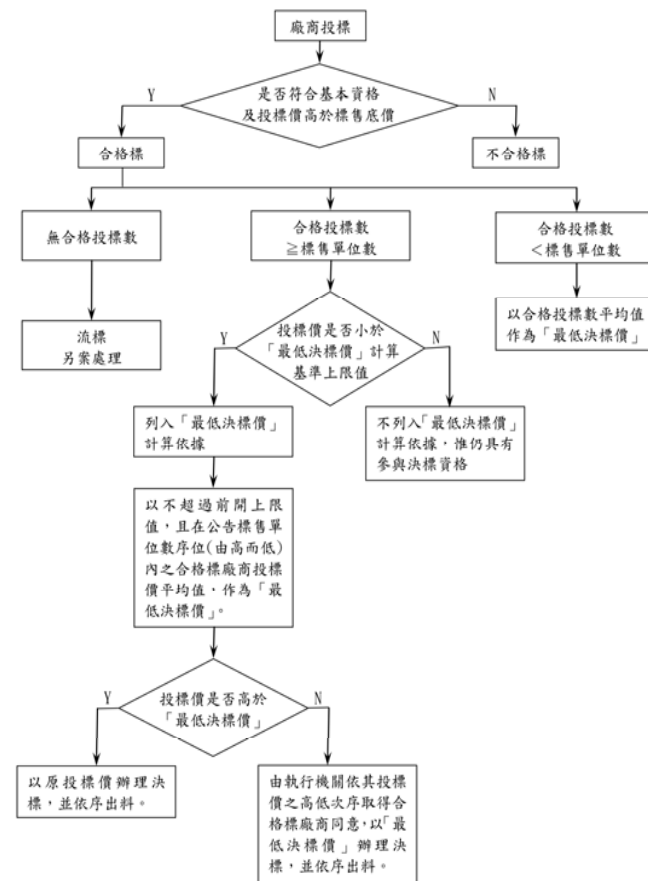 廠商投標
是否符合基本資格
及投標價高於標售底價
Y
N
合格標
不合格標
無合格投標數
合格投標數
≧標售單位數
合格投標數
＜標售單位數
流標
另案處理
投標價是否小於
「最低決標價」計算
基準上限值
Y
N
以合格投標數平均值
作為「最低決標價」
列入「最低決標價」
計算依據
不列入「最低決標價」
計算依據，惟仍具有
參與決標資格
以不超過前開上限
值，且在公告標售單
位數序位(由高而低)
內之合格標廠商投標
價平均值，作為「最
低決標價」。
投標價是否高於
「最低決標價」
Y
N
以原投標價辦理決
標，並依序出料。
由執行機關依其投標
價之高低次序取得合
格標廠商同意，以「最
低決標價」辦理決
標，並依序出料。